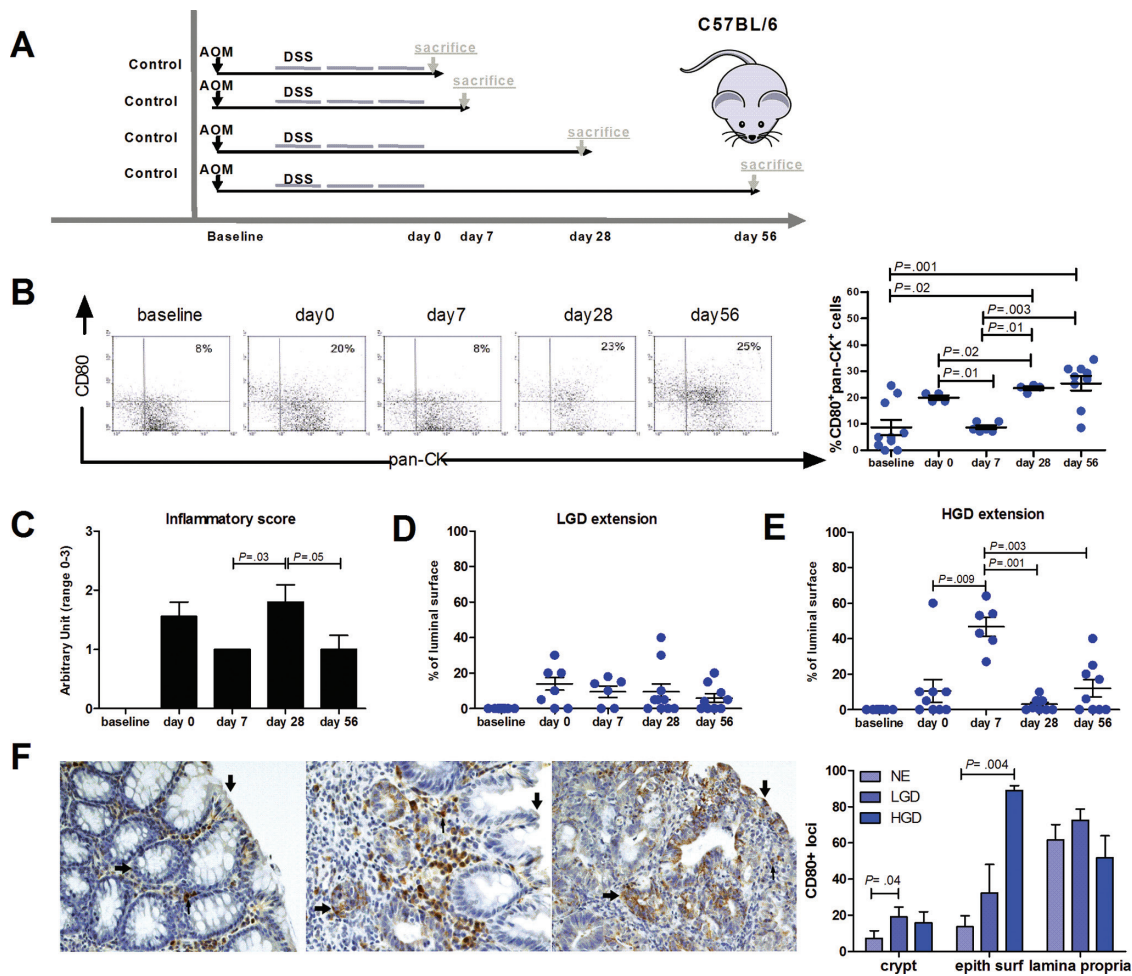 A
C57BL/6
Control
AOM
DSS
sacrifice
Control
AOM
DSS
sacrifice
Control
AOM
DSS
sacrifice
Control
AOM
DSS
sacrifice
Baseline day 0 day 7 day 28 day 56
B
CD80
baseline day0 day7 day28 day56
8% 20% 8% 23% 25%
pan-CK
%CD80+pan-CK+ cells
60
50
40
30
20
10
0
P=.001
P=.02
P=.003
P=.01
P=.02
P=.01
baseline day 0 day 7 day 28 day 56
C
Inflammatory score
Arbitrary Unit (range 0-3)
3
2
1
0
P=.03 P=.05
baseline day 0 day 7 day 28 day 56
D
LGD extension
% of luminal surface
100
80
60
40
20
0
baseline day 0 day 7 day 28 day 56
E
HGD extension
% of luminal surface
100
80
60
40
20
0
P=.003
P=.001
P=.009
baseline day 0 day 7 day 28 day 56
F
CD80+ loci
100
80
60
40
20
0
NE
LGD
HGD
P= .004
P= .04
crypt epith surf lamina propria